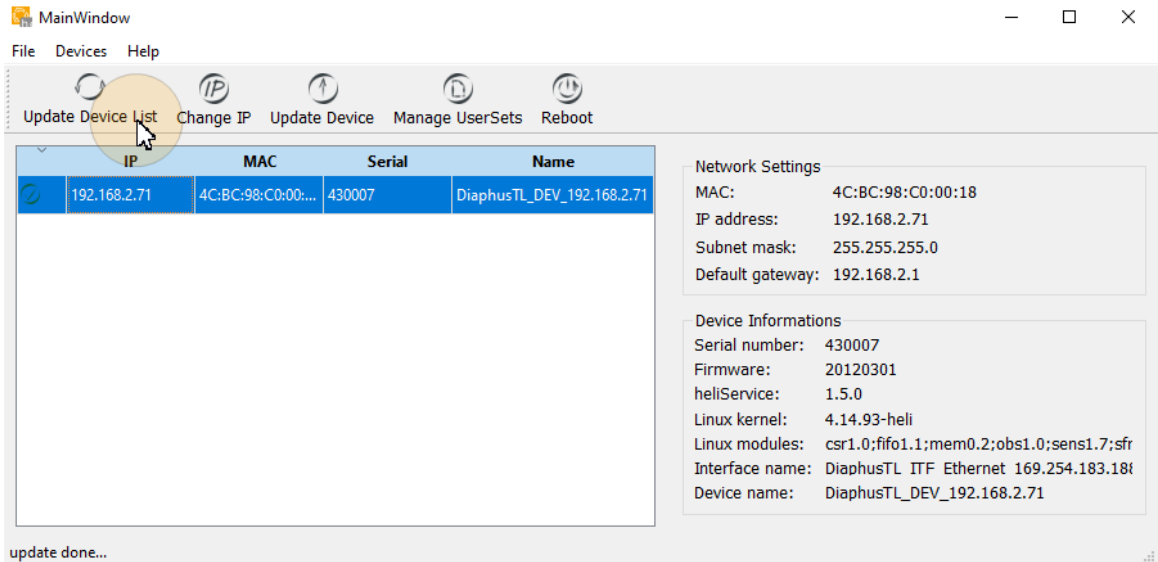 MainWindow
File Devices Help
Update Device List Change IP Update Device Manage UserSets Reboot
IP MAC Serial Name
192.168.2.71 4C:BC:98:C0:00:... 430007 DiaphusTL_DEV_192.168.2.71
Network Settings
MAC: 4C:BC:98:C0:00:18
IP address: 192.168.2.71
Subnet mask: 255.255.255.0
Default gateway: 192.168.2.1
Device Informations
Serial number: 430007
Firmware: 20120301
heliService: 1.5.0
Linux kernel: 4.14.93-heli
Linux modules: csr1.0;fifo1.1;mem0.2;obs1.0;sens1.7;sfr
Interface name: DiaphusTL_ITF_Ethernet_169.254.183.188
Device name: DiaphusTL_DEV_192.168.2.71
update done...